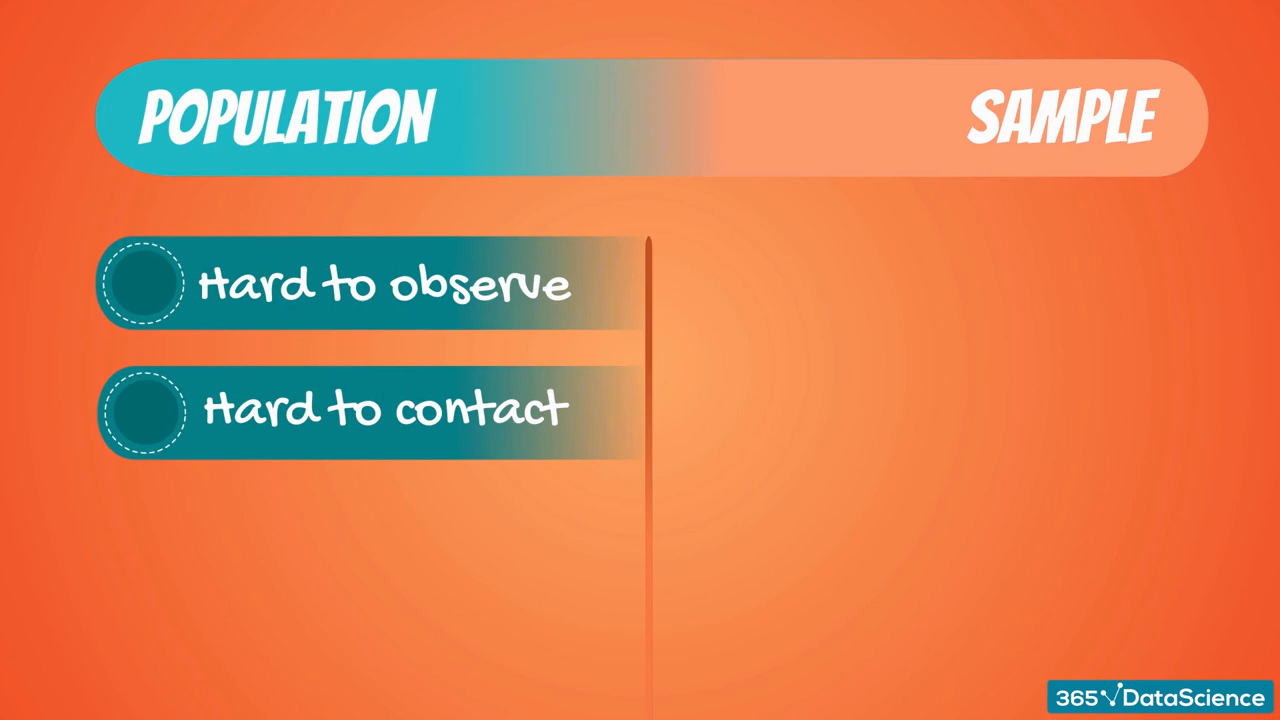 POPULATION
SAMPLE
Hard to observe
Hard to contact
365 DataScience